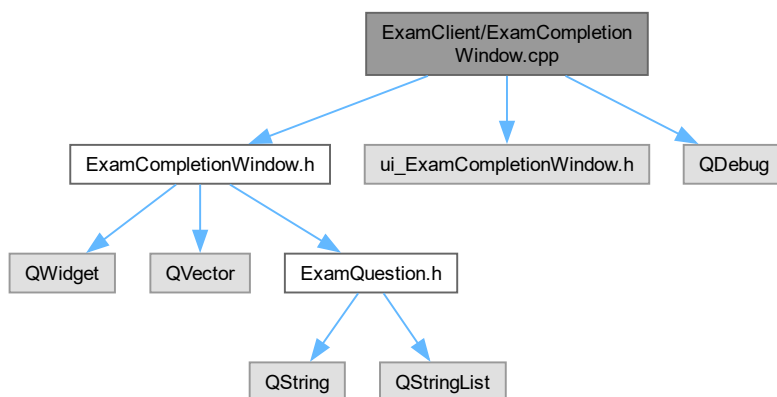 ExamClient/ExamCompletion
Window.cpp
ExamCompletionWindow.h
ui_ExamCompletionWindow.h
QDebug
QWidget
QVector
ExamQuestion.h
QString
QStringList